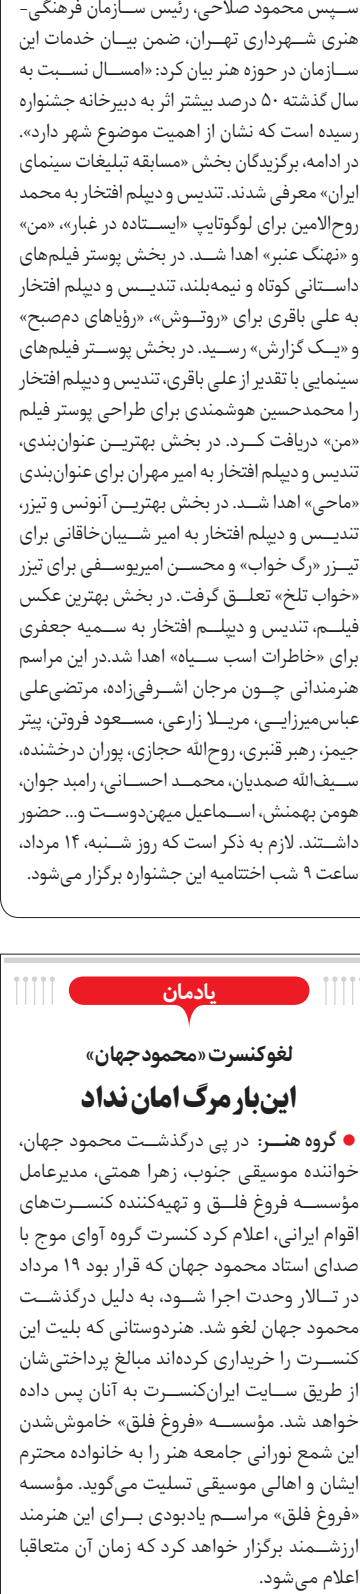 سپس محمود صلاحی، رئیس سازمان فرهنگی-
هنری شهرداری تهران، ضمن بیان خدمات این
سازمان در حوزه هنر بیان کرد: «امسال نسبت به
سال گذشته ۵۰ درصد بیشتر اثر به دبیرخانه جشنواره
رسیده است که نشان از اهمیت موضوع شهر دارد».
در ادامه، برگزیدگان بخش «مسابقه تبلیغات سینمای
ایران» معرفی شدند. تندیس و دیپلم افتخار به محمد
روح‌الامین برای لوگوتایپ «ایستاده در غبار»، «من»
و «نهنگ عنبر» اهدا شد. در بخش پوستر فیلم‌های
داستانی کوتاه و نیمه‌بلند، تندیس و دیپلم افتخار
به علی باقری برای «روتوش»، «رؤیاهای دم‌صبح»
و «یک گزارش» رسید. در بخش پوستر فیلم‌های
سینمایی با تقدیر از علی باقری، تندیس و دیپلم افتخار
را محمدحسین هوشمندی برای طراحی پوستر فیلم
«من» دریافت کرد. در بخش بهترین عنوان‌بندی،
تندیس و دیپلم افتخار به امیر مهران برای عنوان‌بندی
«ماحی» اهدا شد. در بخش بهترین آنونس و تیزر،
تندیس و دیپلم افتخار به امیر شیبان‌خاقانی برای
تیزر «رگ خواب» و محسن امیریوسفی برای تیزر
«خواب تلخ» تعلق گرفت. در بخش بهترین عکس
فیلم، تندیس و دیپلم افتخار به سمیه جعفری
برای «خاطرات اسب سیاه» اهدا شد.در این مراسم
هنرمندانی چون مرجان اشرفی‌زاده، مرتضی‌علی
عباس‌میرزایی، مریلا زارعی، مسعود فروتن، پیتر
جیمز، رهبر قنبری، روح‌الله حجازی، پوران درخشنده،
سیف‌الله صمدیان، محمد احسانی، رامبد جوان،
هومن بهمنش، اسماعیل میهن‌دوست و... حضور
داشتند. لازم به ذکر است که روز شنبه، ۱۴ مرداد،
ساعت ۹ شب اختتامیه این جشنواره برگزار می‌شود.
یادمان
لغو کنسرت «محمود جهان»
این‌بار مرگ امان نداد
● گروه هنر: در پی درگذشت محمود جهان،
خواننده موسیقی جنوب، زهرا همتی، مدیرعامل
مؤسسه فروغ فلق و تهیه‌کننده کنسرت‌های
اقوام ایرانی، اعلام کرد کنسرت گروه آوای موج با
صدای استاد محمود جهان که قرار بود ۱۹ مرداد
در تالار وحدت اجرا شود، به دلیل درگذشت
محمود جهان لغو شد. هنردوستانی که بلیت این
کنسرت را خریداری کرده‌اند مبالغ پرداختی‌شان
از طریق سایت ایران‌کنسرت به آنان پس داده
خواهد شد. مؤسسه «فروغ فلق» خاموش‌شدن
این شمع نورانی جامعه هنر را به خانواده محترم
ایشان و اهالی موسیقی تسلیت می‌گوید. مؤسسه
«فروغ فلق» مراسم یادبودی برای این هنرمند
ارزشمند برگزار خواهد کرد که زمان آن متعاقبا
اعلام می‌شود.